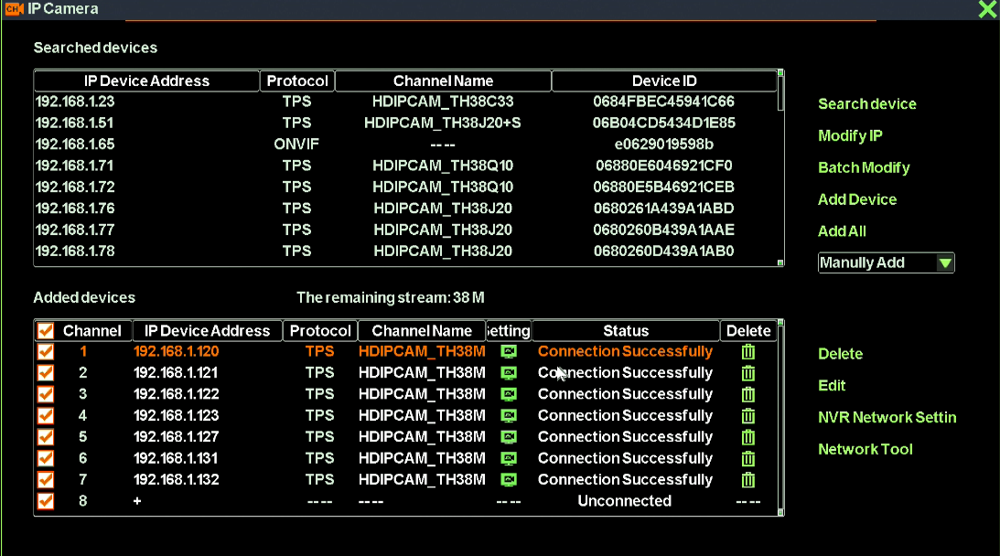 CH IP Camera
Searched devices
IP Device Address Protocol Channel Name Device ID
192.168.1.23 TPS HDIPCAM_TH38C33 0684FBEC45941C66
192.168.1.51 TPS HDIPCAM_TH38J20+S 06B04CD5434D1E85
192.168.1.65 ONVIF ---- e0629019598b
192.168.1.71 TPS HDIPCAM_TH38Q10 06880E6046921CF0
192.168.1.72 TPS HDIPCAM_TH38Q10 06880E5B46921CEB
192.168.1.76 TPS HDIPCAM_TH38J20 0680261A439A1ABD
192.168.1.77 TPS HDIPCAM_TH38J20 0680260B439A1AAE
192.168.1.78 TPS HDIPCAM_TH38J20 0680260D439A1AB0
Search device
Modify IP
Batch Modify
Add Device
Add All
Manully Add
Added devices The remaining stream: 38 M
Channel IP Device Address Protocol Channel Name etting Status Delete
1 192.168.1.120 TPS HDIPCAM_TH38M Connection Successfully
2 192.168.1.121 TPS HDIPCAM_TH38M Connection Successfully
3 192.168.1.122 TPS HDIPCAM_TH38M Connection Successfully
4 192.168.1.123 TPS HDIPCAM_TH38M Connection Successfully
5 192.168.1.127 TPS HDIPCAM_TH38M Connection Successfully
6 192.168.1.131 TPS HDIPCAM_TH38M Connection Successfully
7 192.168.1.132 TPS HDIPCAM_TH38M Connection Successfully
8 + ---- ---- ---- Unconnected ----
Delete
Edit
NVR Network Settin
Network Tool